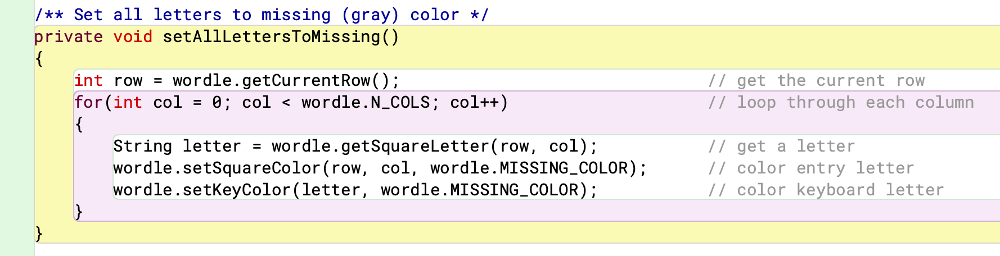 /** Set all letters to missing (gray) color */
private void setAllLettersToMissing()
{
int row = wordle.getCurrentRow(); // get the current row
for(int col = 0; col < wordle.N_COLS; col++) // loop through each column
{
String letter = wordle.getSquareLetter(row, col); // get a letter
wordle.setSquareColor(row, col, wordle.MISSING_COLOR); // color entry letter
wordle.setKeyColor(letter, wordle.MISSING_COLOR); // color keyboard letter
}
}